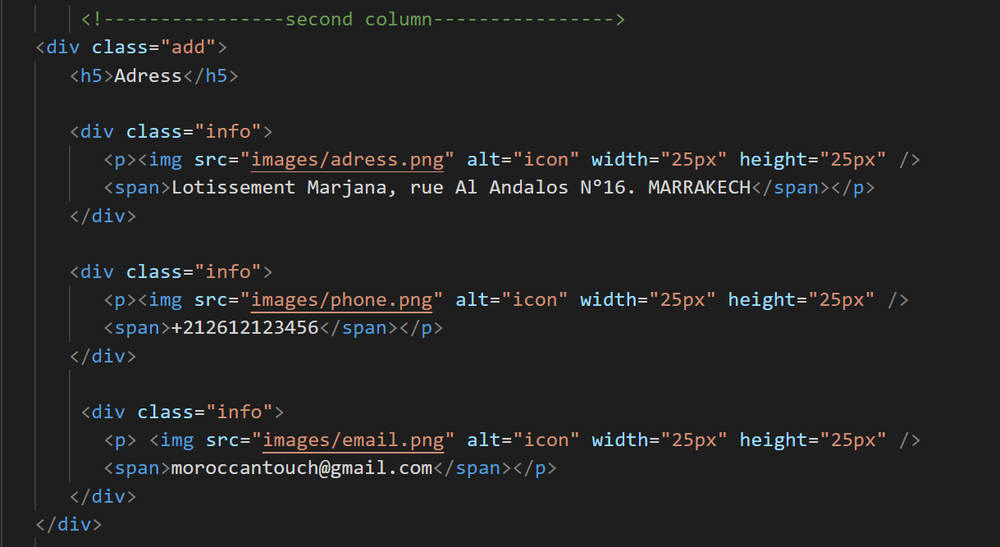 <!----------------second column---------------->
<div class="add">
<h5>Adress</h5>
<div class="info">
<p><img src="images/adress.png" alt="icon" width="25px" height="25px" />
<span>Lotissement Marjana, rue Al Andalos N°16. MARRAKECH</span></p>
</div>
<div class="info">
<p><img src="images/phone.png" alt="icon" width="25px" height="25px" />
<span>+212612123456</span></p>
</div>
<div class="info">
<p> <img src="images/email.png" alt="icon" width="25px" height="25px" />
<span>moroccantouch@gmail.com</span></p>
</div>
</div>